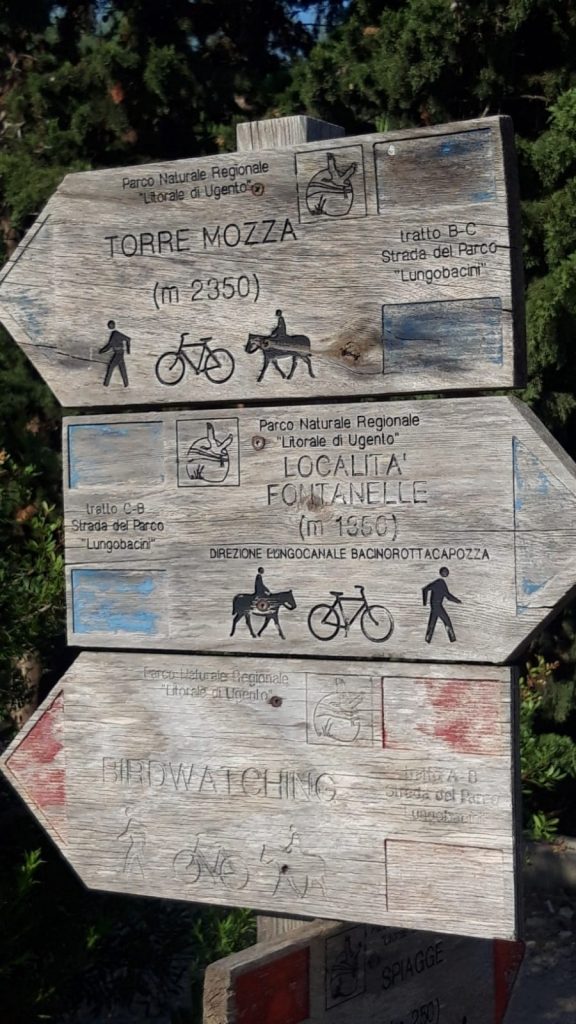 Parco Naturale Regionale
"Litorale di Ugento"
TORRE MOZZA
(m 2350)
tratto B-C
Strada del Parco
"Lungobacini"
Parco Naturale Regionale
"Litorale di Ugento"
LOCALITA'
FONTANELLE
(m 1350)
DIREZIONE LUNGOCANALE BACINOROTTACAPOZZA
tratto C-B
Strada del Parco
"Lungobacini"
Parco Naturale Regionale
"Litorale di Ugento"
BIRDWATCHING
tratto A-B
Strada del Parco
Lungobacini"
SPIAGGE